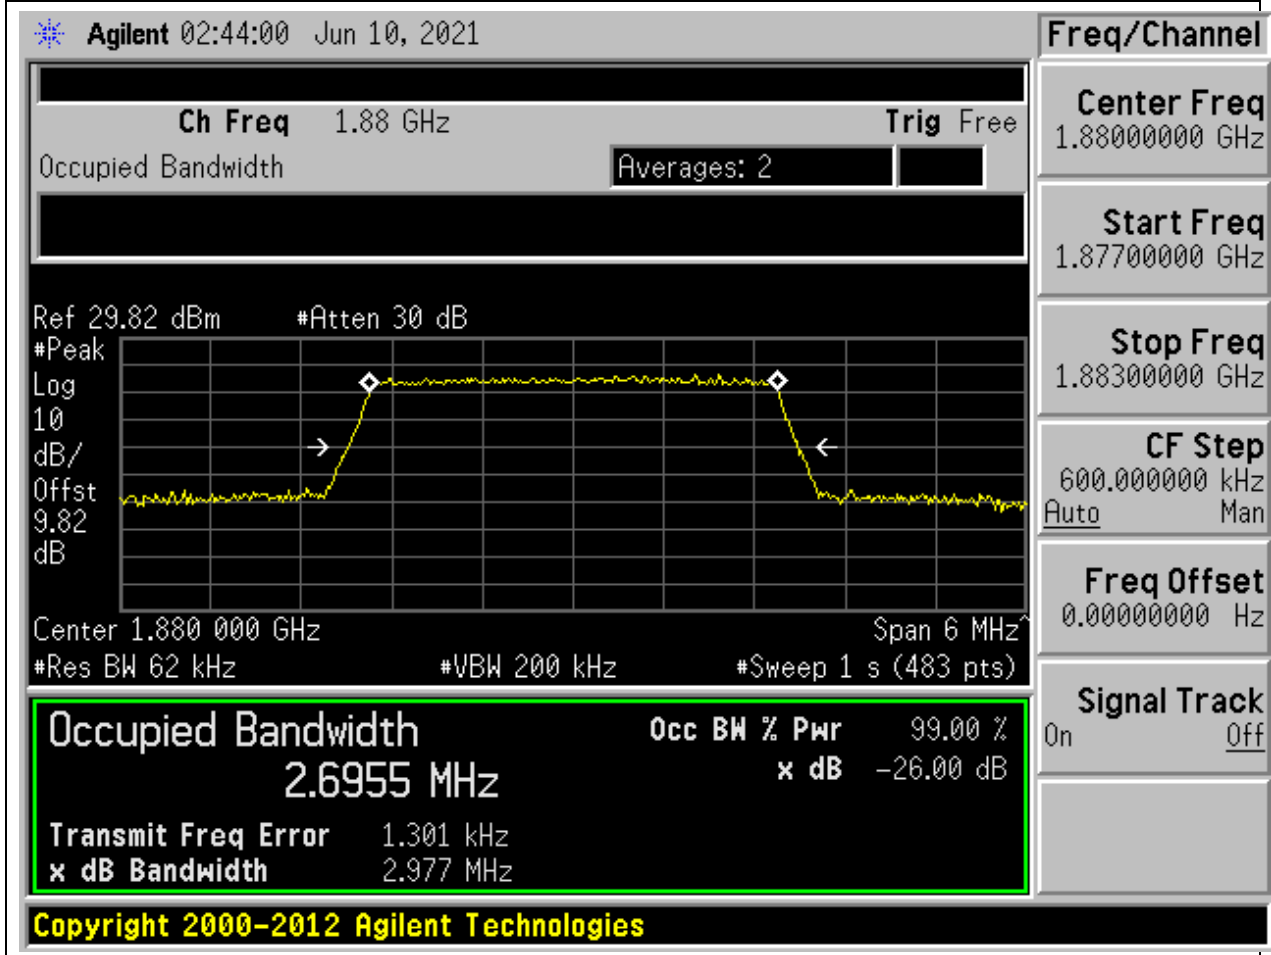 Agilent 02:44:00 Jun 10, 2021
Ch Freq 1.88 GHz Trig Free
Occupied Bandwidth Averages: 2
Ref 29.82 dBm #Atten 30 dB
#Peak
Log
10
dB/
Offst
9.82
dB
Center 1.880 000 GHz Span 6 MHz^
#Res BW 62 kHz #VBW 200 kHz #Sweep 1 s (483 pts)
Occupied Bandwidth Occ BW % Pwr 99.00 %
2.6955 MHz x dB -26.00 dB
Transmit Freq Error 1.301 kHz
x dB Bandwidth 2.977 MHz
Copyright 2000-2012 Agilent Technologies
Freq/Channel
Center Freq
1.88000000 GHz
Start Freq
1.87700000 GHz
Stop Freq
1.88300000 GHz
CF Step
600.000000 kHz
Auto Man
Freq Offset
0.00000000 Hz
Signal Track
On Off